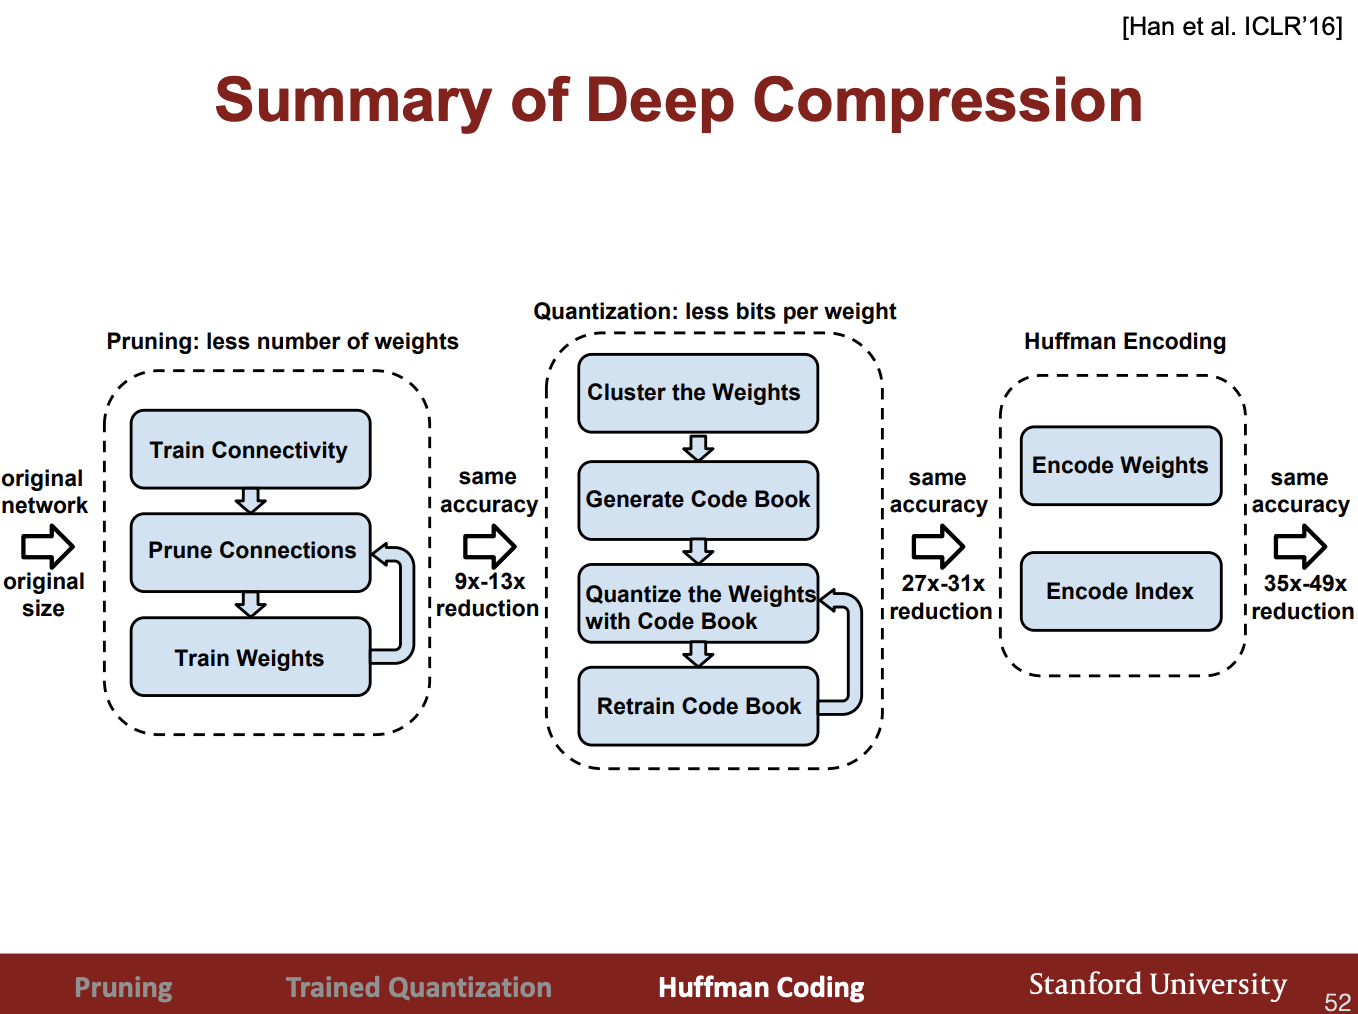 [Han et al. ICLR’16]
Summary of Deep Compression
original
network
original
size
Pruning: less number of weights
Train Connectivity
Prune Connections
Train Weights
same
accuracy
9x-13x
reduction
Quantization: less bits per weight
Cluster the Weights
Generate Code Book
Quantize the Weights
with Code Book
Retrain Code Book
same
accuracy
27x-31x
reduction
Huffman Encoding
Encode Weights
Encode Index
same
accuracy
35x-49x
reduction
Pruning
Trained Quantization
Huffman Coding
Stanford University
52